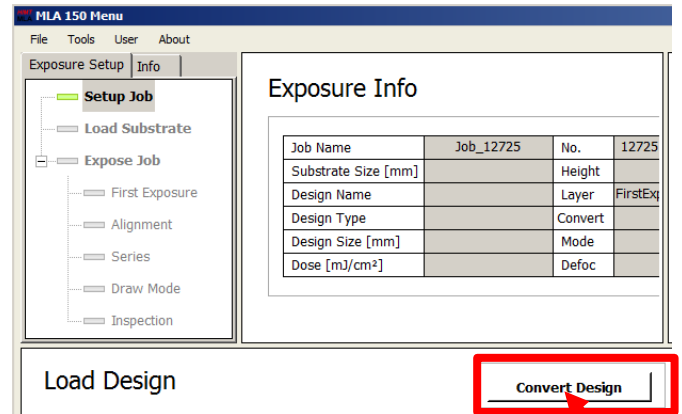 MLA 150 Menu
File Tools User About
Exposure Setup Info
Setup Job
Load Substrate
Expose Job
First Exposure
Alignment
Series
Draw Mode
Inspection
Exposure Info
Job Name Job_12725 No. 12725
Substrate Size [mm] Height
Design Name Layer FirstExp
Design Type Convert
Design Size [mm] Mode
Dose [mJ/cm²] Defoc
Load Design
Convert Design